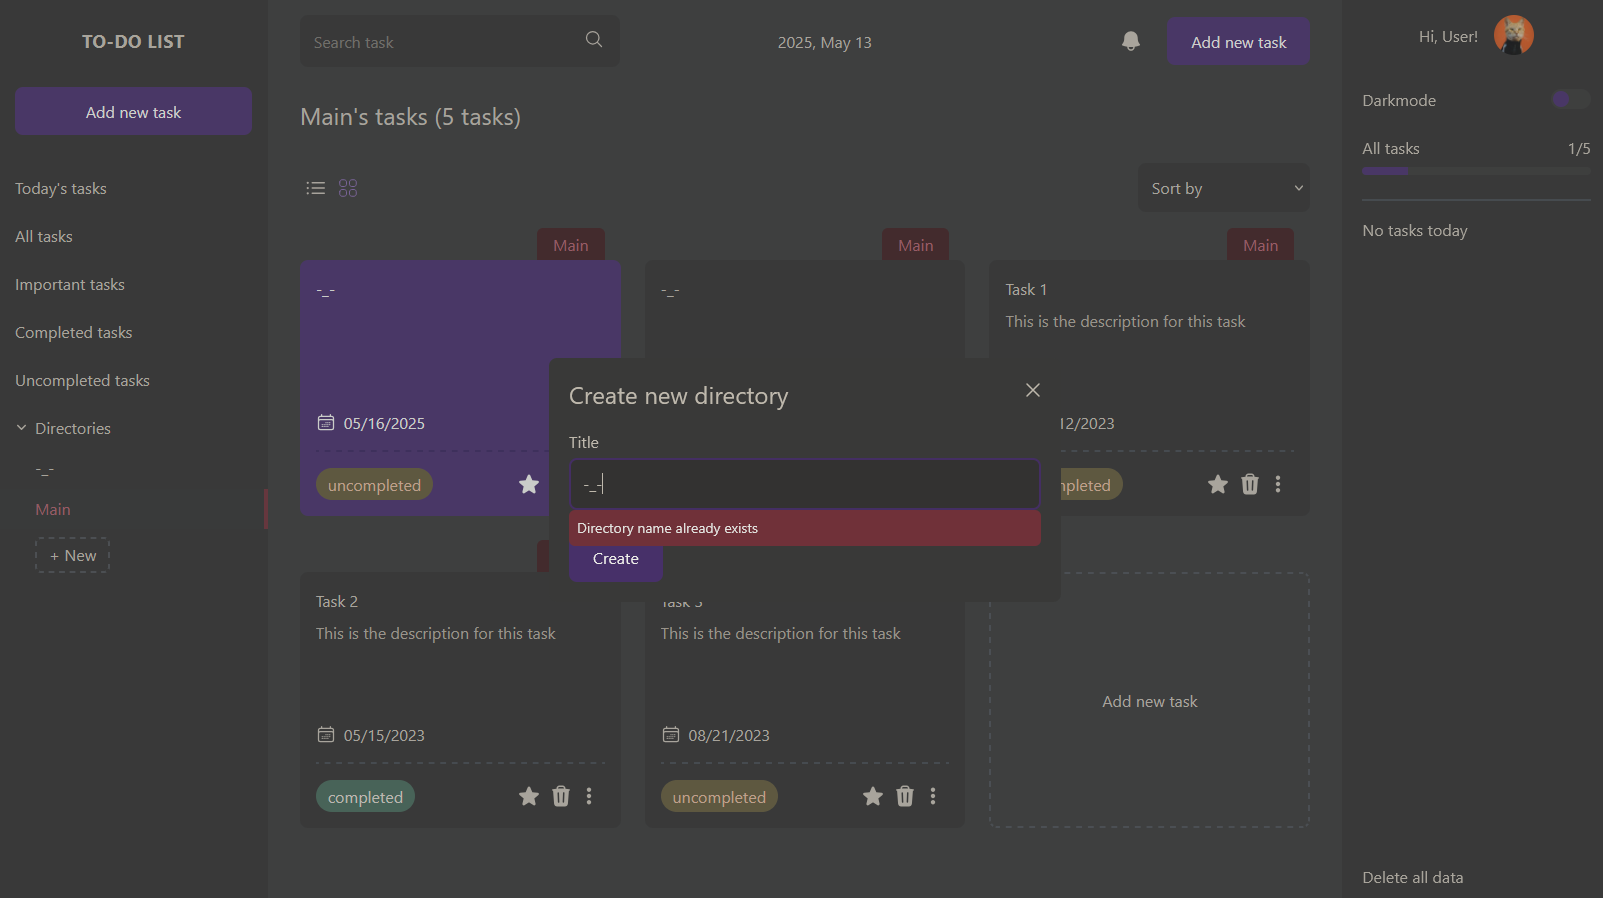 TO-DO LIST
Add new task
Today's tasks
All tasks
Important tasks
Completed tasks
Uncompleted tasks
Directories
-_-
Main
+ New
Search task
2025, May 13
Add new task
Main's tasks (5 tasks)
Sort by
Main
-_-
05/16/2025
uncompleted
Main
-_-
Main
Task 1
This is the description for this task
12/2023
pleted
Create new directory
Title
-_-
Directory name already exists
Create
Task 2
This is the description for this task
05/15/2023
completed
Task 3
This is the description for this task
08/21/2023
uncompleted
Add new task
Hi, User!
Darkmode
All tasks 1/5
No tasks today
Delete all data